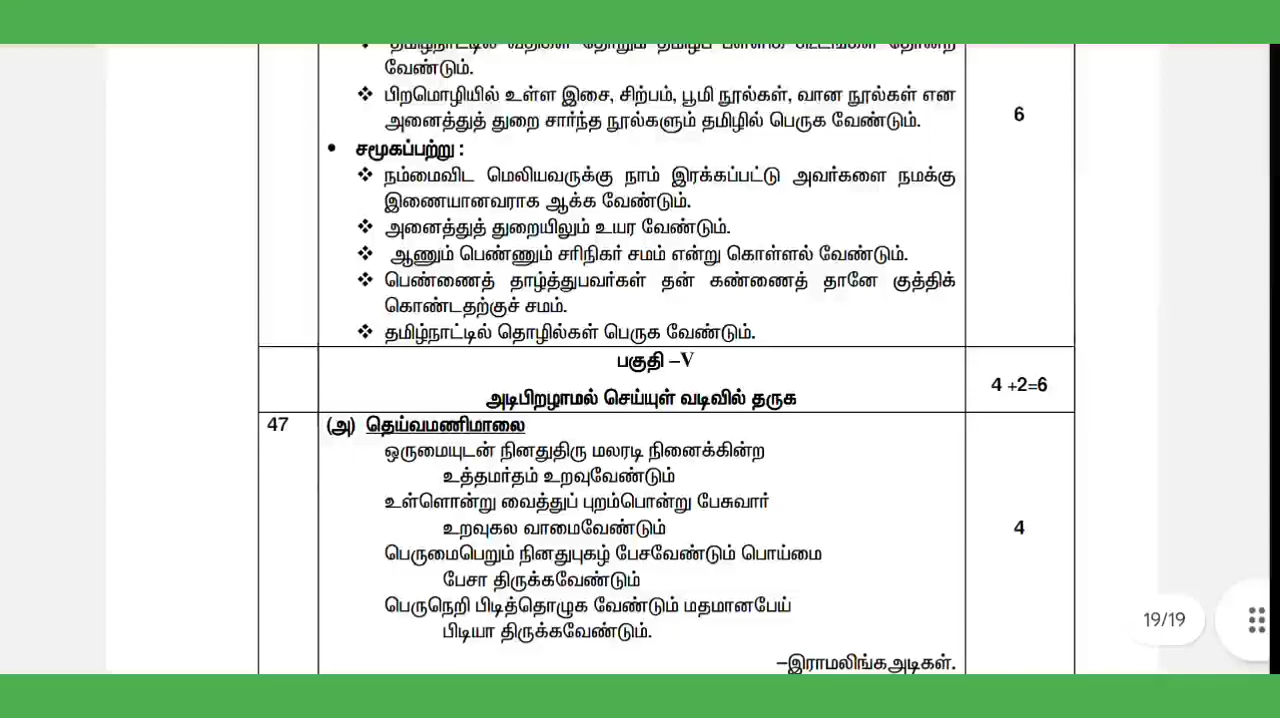 வேண்டும்.
❖ பிறமொழியில் உள்ள இசை, சிற்பம், பூமி நூல்கள், வான நூல்கள் என
அனைத்துத் துறை சார்ந்த நூல்களும் தமிழில் பெருக வேண்டும்.
6
• சமூகப்பற்று :
❖ நம்மைவிட மெலியவருக்கு நாம் இரக்கப்பட்டு அவர்களை நமக்கு
இணையானவராக ஆக்க வேண்டும்.
❖ அனைத்துத் துறையிலும் உயர வேண்டும்.
❖ ஆணும் பெண்ணும் சரிநிகர் சமம் என்று கொள்ளல் வேண்டும்.
❖ பெண்ணைத் தாழ்த்துபவர்கள் தன் கண்ணைத் தானே குத்திக்
கொண்டதற்குச் சமம்.
❖ தமிழ்நாட்டில் தொழில்கள் பெருக வேண்டும்.
பகுதி –V
அடிபிறழாமல் செய்யுள் வடிவில் தருக
4 +2=6
47 (அ) தெய்வமணிமாலை
ஒருமையுடன் நினதுதிரு மலரடி நினைக்கின்ற
உத்தமர்தம் உறவுவேண்டும்
உள்ளொன்று வைத்துப் புறம்பொன்று பேசுவார்
உறவுகல வாமைவேண்டும்
4
பெருமைபெறும் நினதுபுகழ் பேசவேண்டும் பொய்மை
பேசா திருக்கவேண்டும்
பெருநெறி பிடித்தொழுக வேண்டும் மதமானபேய்
பிடியா திருக்கவேண்டும்.
–இராமலிங்கஅடிகள்.
19/19